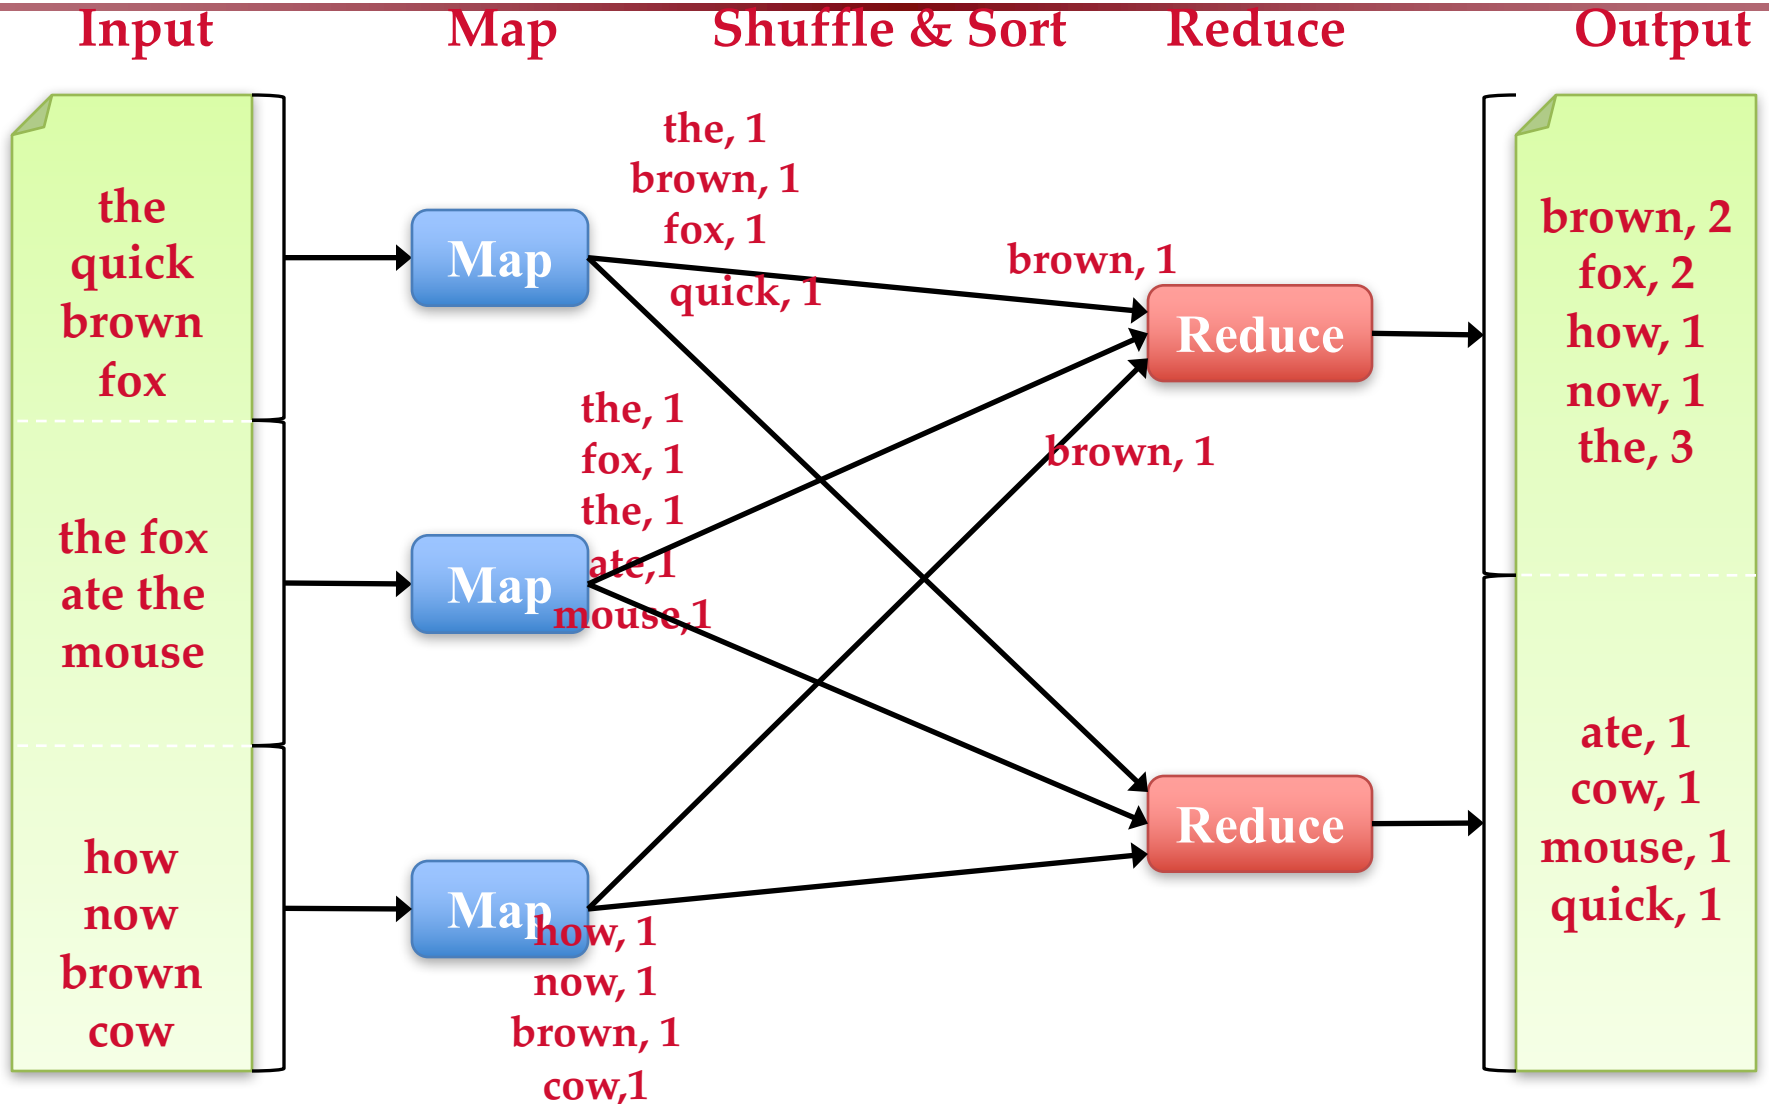 Input Map Shuffle & Sort Reduce Output
the
quick
brown
fox
the fox
ate the
mouse
how
now
brown
cow
Map
Map
Map
the, 1
brown, 1
fox, 1
quick, 1
the, 1
fox, 1
the, 1
ate,1
mouse,1
how, 1
now, 1
brown, 1
cow,1
brown, 1
brown, 1
Reduce
Reduce
brown, 2
fox, 2
how, 1
now, 1
the, 3
ate, 1
cow, 1
mouse, 1
quick, 1